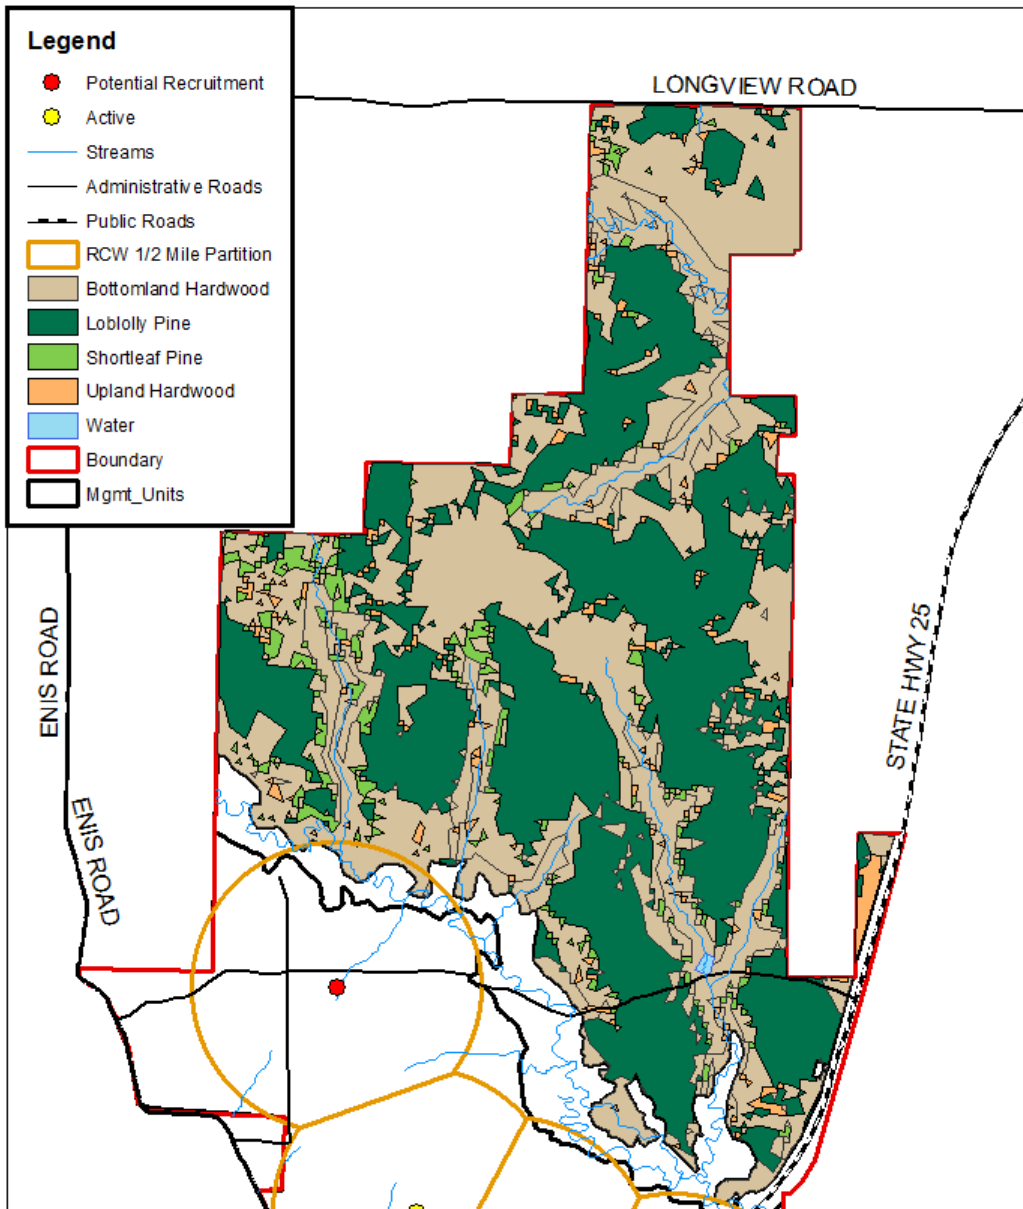 Legend
Potential Recruitment
Active
Streams
Administrative Roads
Public Roads
RCW 1/2 Mile Partition
Bottomland Hardwood
Loblolly Pine
Shortleaf Pine
Upland Hardwood
Water
Boundary
Mgmt_Units
LONGVIEW ROAD
ENIS ROAD
STATE HWY 25
ENIS ROAD